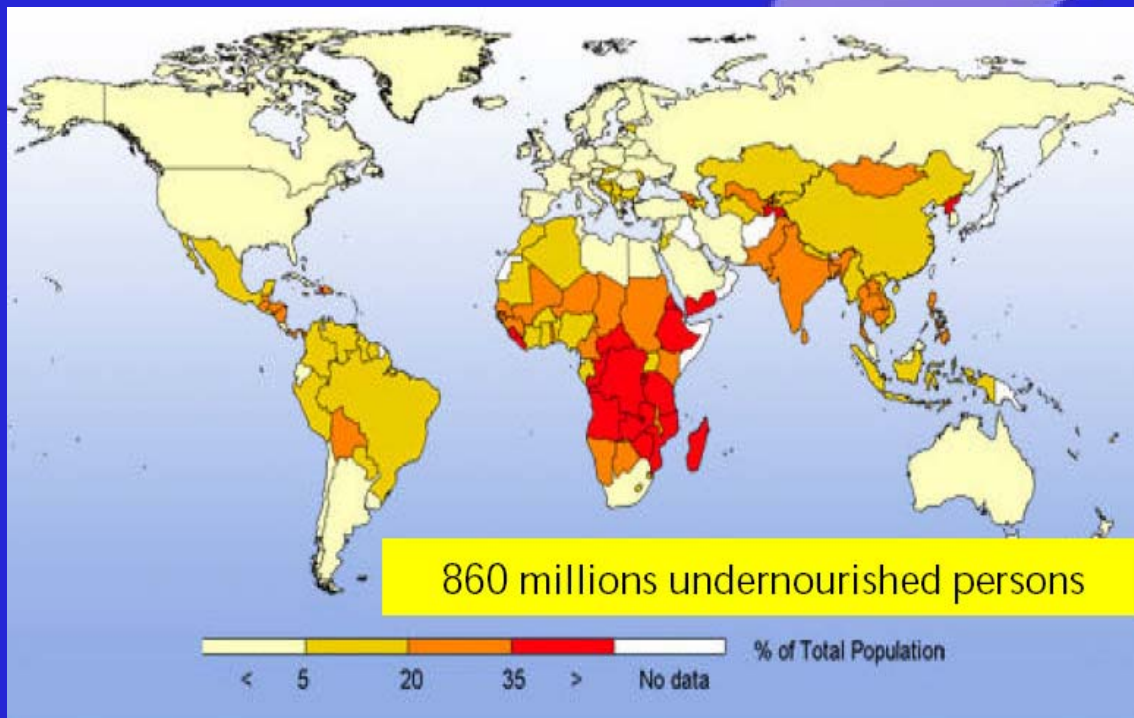 860 millions undernourished persons
% of Total Population
< 5 20 35 > No data